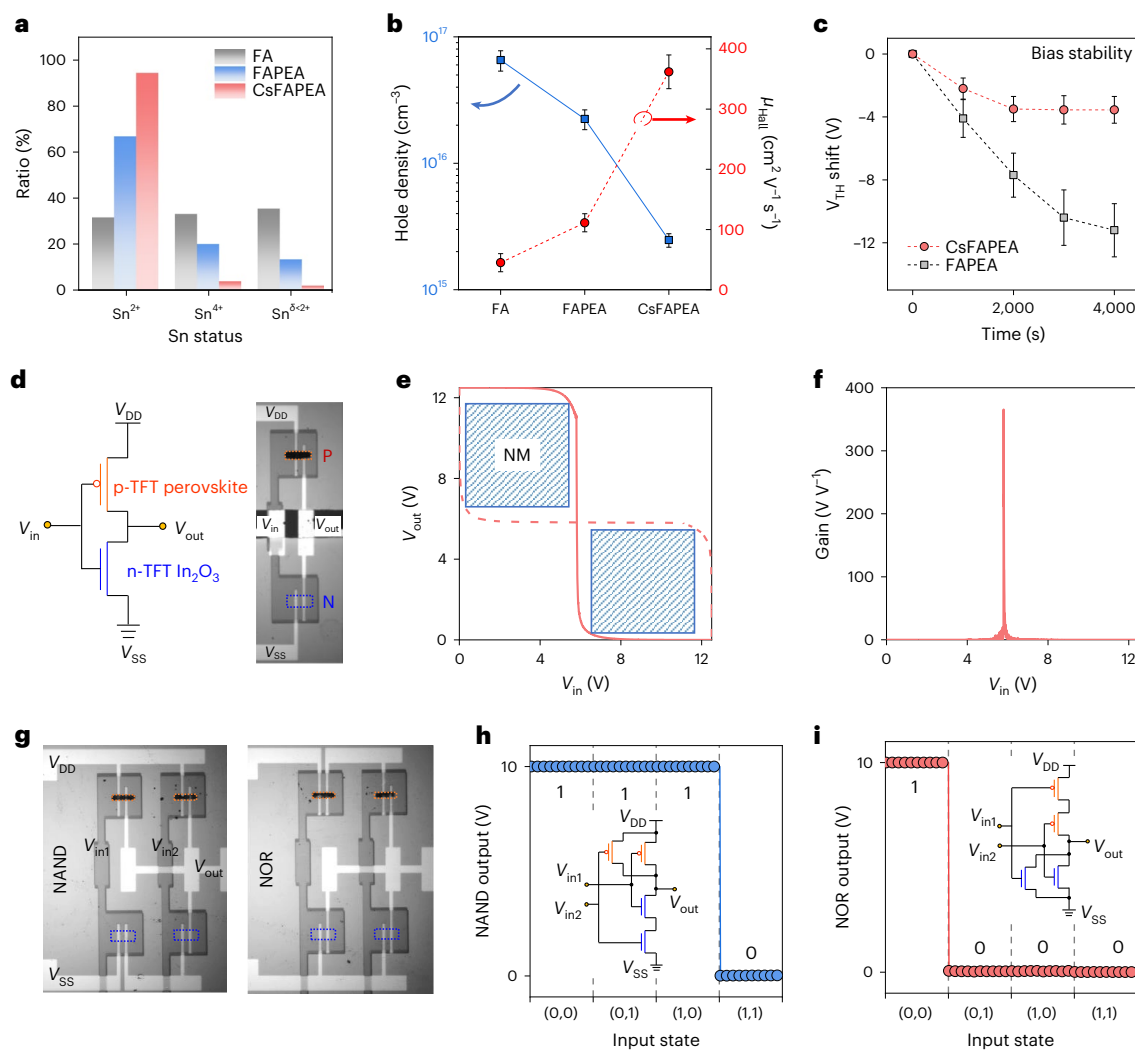 a
100
80
60
40
20
0
Ratio (%)
FA
FAPEA
CsFAPEA
Sn2+
Sn4+
Snδ<2+
Sn status
b
10^17
10^16
10^15
Hole density (cm−3)
400
300
200
100
0
μHall (cm2 V−1 s−1)
FA
FAPEA
CsFAPEA
c
Bias stability
0
−4
−8
−12
VTH shift (V)
CsFAPEA
FAPEA
0
2,000
4,000
Time (s)
d
VDD
p-TFT perovskite
Vin
Vout
n-TFT In2O3
VSS
VDD
P
Vin
Vout
N
VSS
e
12
8
4
0
Vout (V)
NM
0
4
8
12
Vin (V)
f
400
300
200
100
0
Gain (V V−1)
0
4
8
12
Vin (V)
g
VDD
NAND
Vin1
Vin2
Vout
VSS
NOR
h
10
0
NAND output (V)
1
1
1
0
VDD
Vin1
Vin2
Vout
VSS
(0,0)
(0,1)
(1,0)
(1,1)
Input state
i
10
0
NOR output (V)
1
0
0
0
VDD
Vin1
Vin2
Vout
VSS
(0,0)
(0,1)
(1,0)
(1,1)
Input state